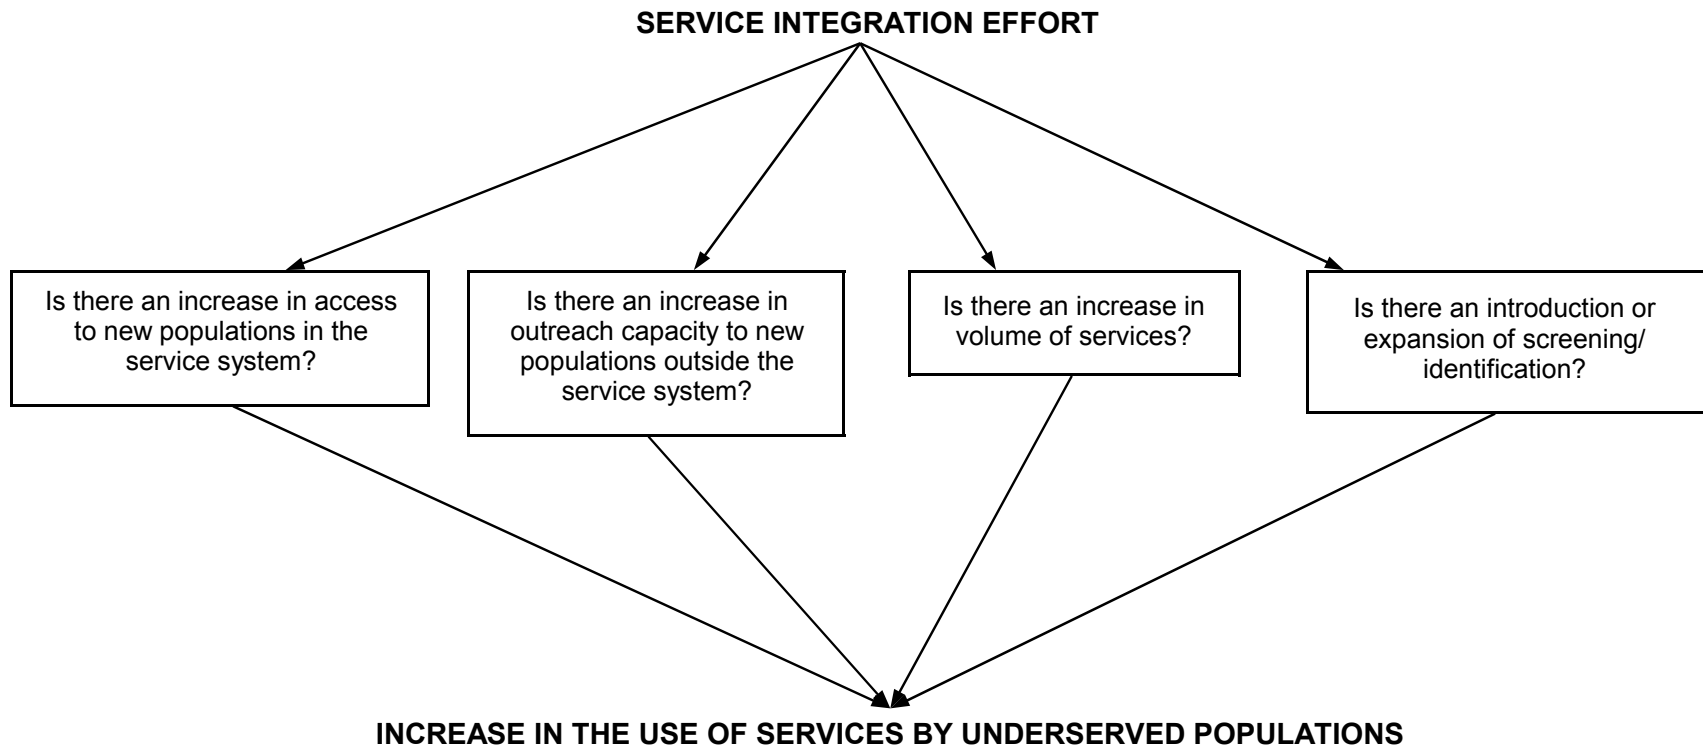 SERVICE INTEGRATION EFFORT
Is there an increase in access
to new populations in the
service system?
Is there an increase in
outreach capacity to new
populations outside the
service system?
Is there an increase in
volume of services?
Is there an introduction or
expansion of screening/
identification?
INCREASE IN THE USE OF SERVICES BY UNDERSERVED POPULATIONS